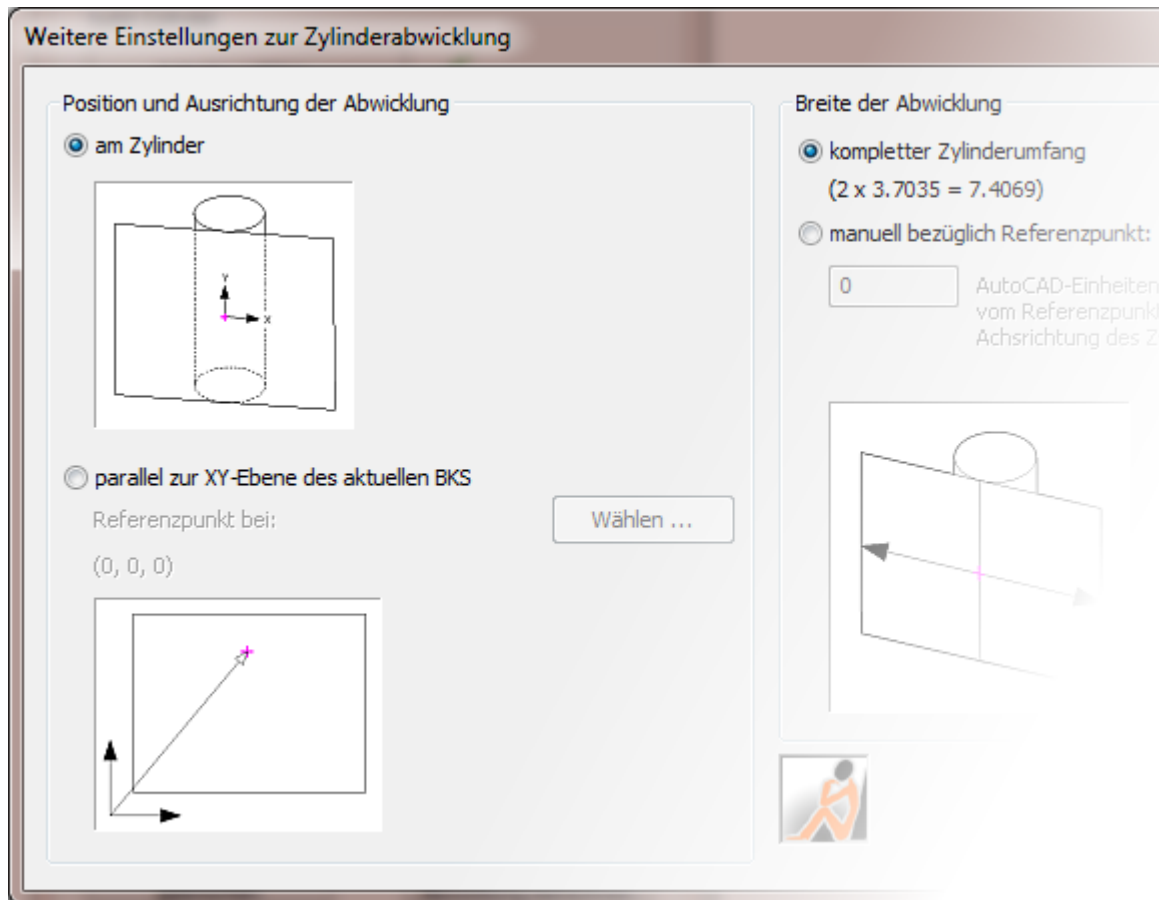 Weitere Einstellungen zur Zylinderabwicklung
Position und Ausrichtung der Abwicklung
am Zylinder
Y
X
parallel zur XY-Ebene des aktuellen BKS
Referenzpunkt bei:
Wählen ...
(0, 0, 0)
Breite der Abwicklung
kompletter Zylinderumfang
(2 x 3.7035 = 7.4069)
manuell bezüglich Referenzpunkt:
0
AutoCAD-Einheiten
vom Referenzpunkt
Achsrichtung des Z